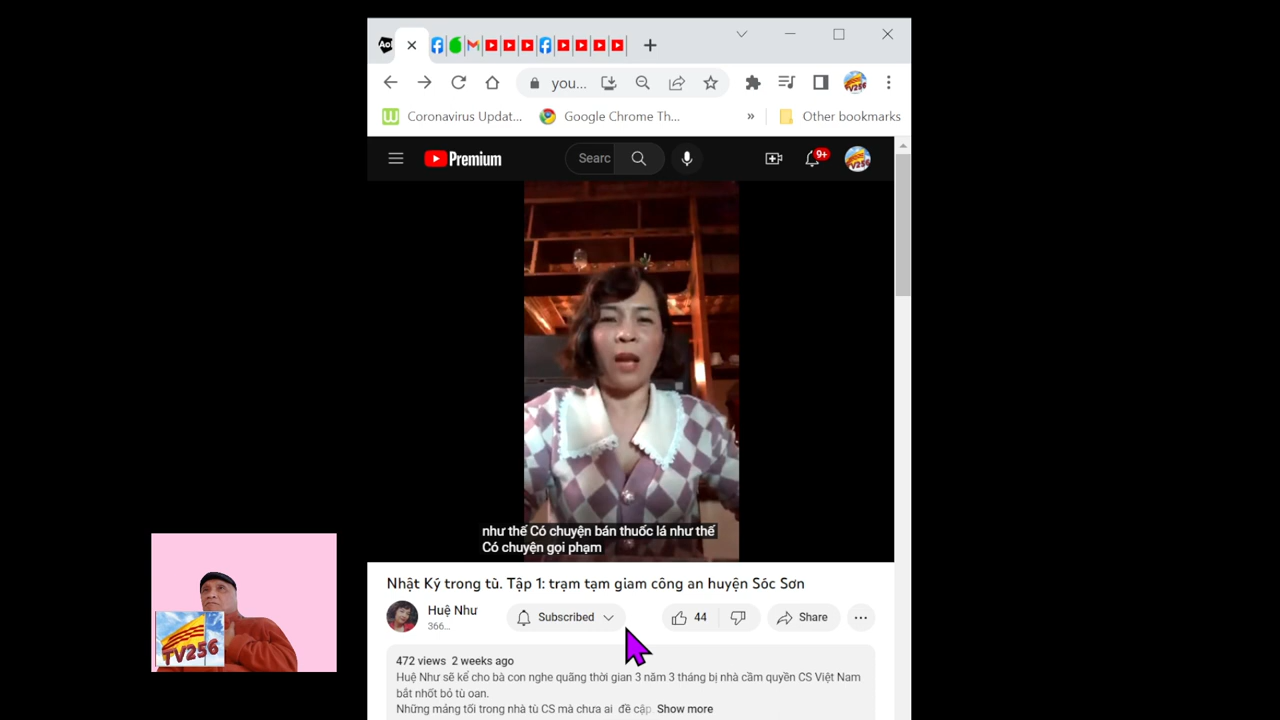 Ao
you...
Coronavirus Updat...
Google Chrome Th...
»
Other bookmarks
Premium
Searc
9+
như thế Có chuyện bán thuốc lá như thế
Có chuyện gọi phạm
Nhật Ký trong tù. Tập 1: trạm tạm giam công an huyện Sóc Sơn
Huệ Như
366...
Subscribed
44
Share
472 views 2 weeks ago
Huệ Như sẽ kể cho bà con nghe quãng thời gian 3 năm 3 tháng bị nhà cầm quyền CS Việt Nam
bắt nhốt bỏ tù oan.
Những mảng tối trong nhà tù CS mà chưa ai đề cập. Show more
TV256